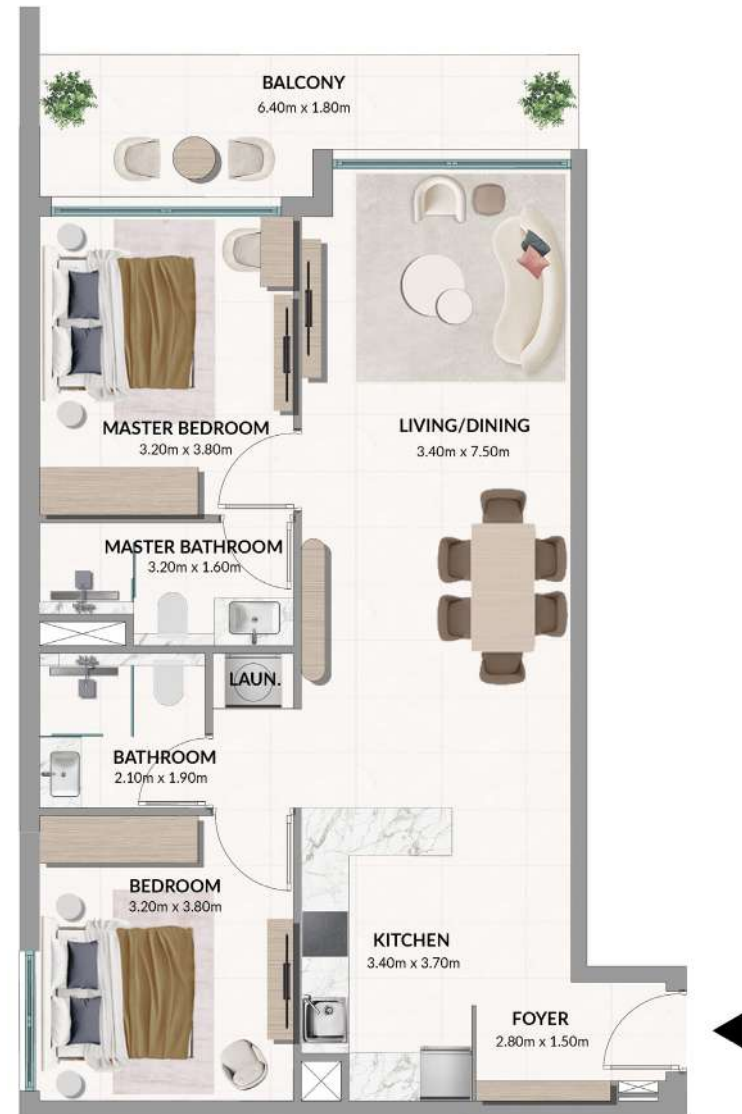 BALCONY
6.40m x 1.80m
MASTER BEDROOM
3.20m x 3.80m
LIVING/DINING
3.40m x 7.50m
MASTER BATHROOM
3.20m x 1.60m
LAUN.
BATHROOM
2.10m x 1.90m
BEDROOM
3.20m x 3.80m
KITCHEN
3.40m x 3.70m
FOYER
2.80m x 1.50m